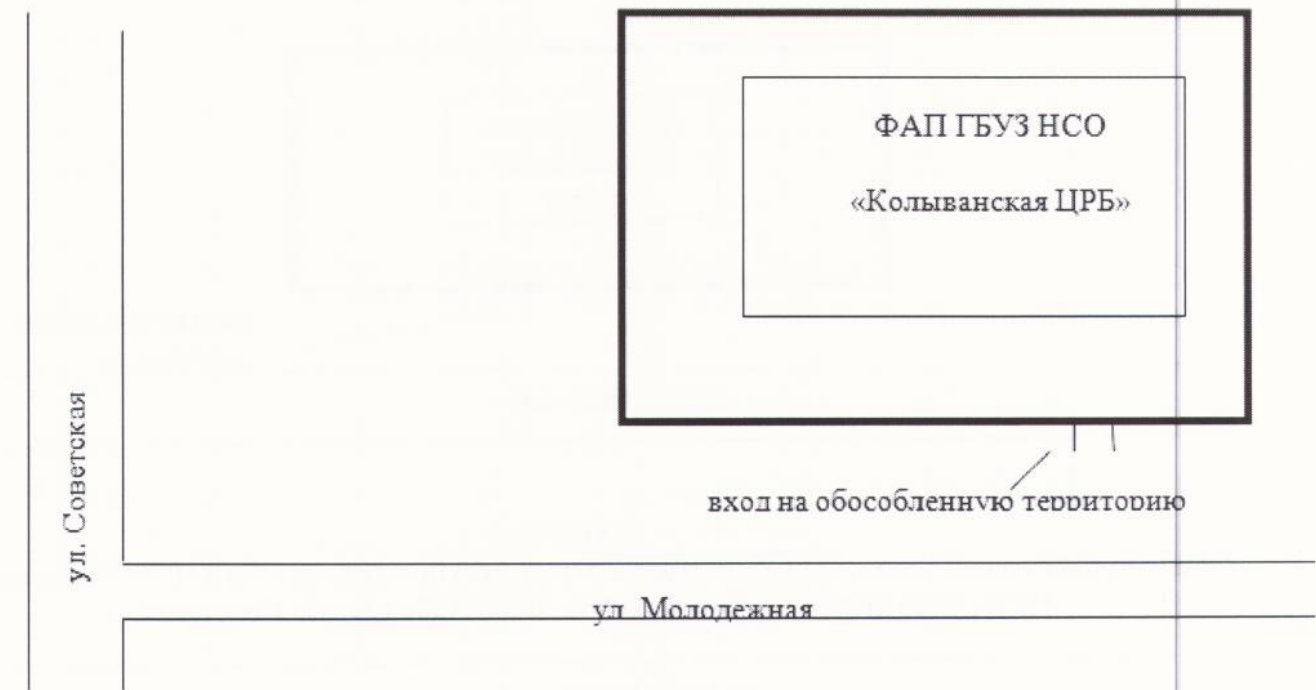 ФАП ГБУЗ НСО
«Колыванская ЦРБ»
вход на обособленную территорию
ул. Советская
ул Молодежная